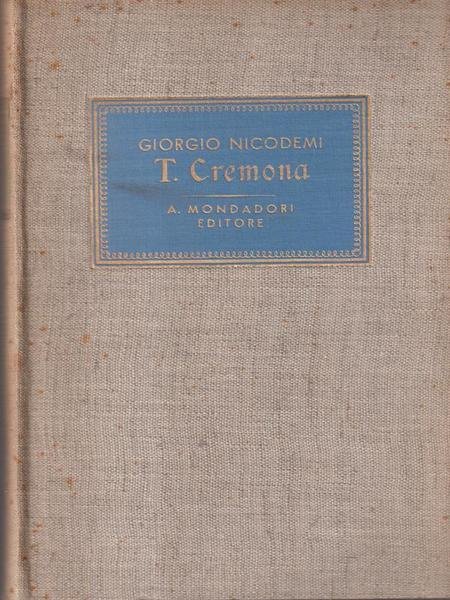 GIORGIO NICODEMI
T. Cremona
A. MONDADORI
EDITORE